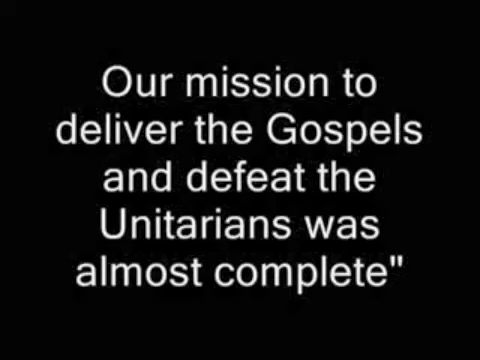 Our mission to
deliver the Gospels
and defeat the
Unitarians was
almost complete"